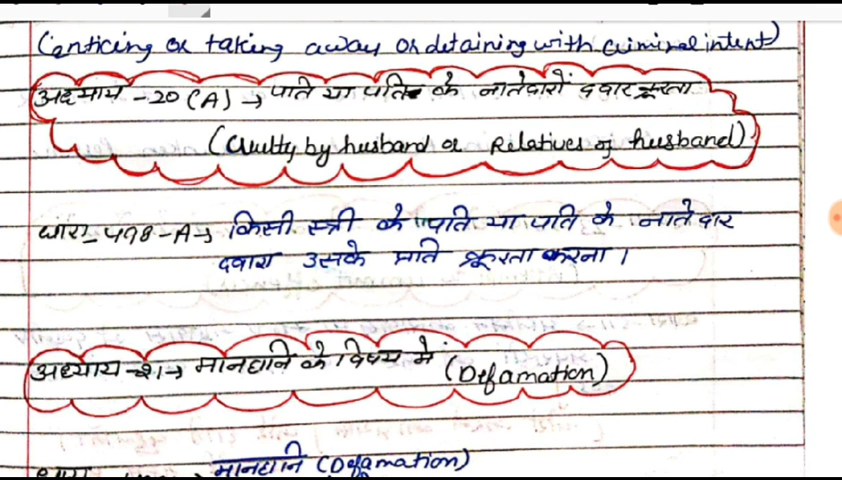 (enticing or taking away or detaining with criminal intent)
अध्याय -20 (A) → पति या पति के नातेदारों द्वारा क्रूरता
(Cruelty by husband or Relatives of husband)
धारा - 498-A → किसी स्त्री के पति या पति के नातेदार
द्वारा उसके प्रति क्रूरता करना।
अध्याय -21 → मानहानि के विषय में (Defamation)
मानहानि (Defamation)